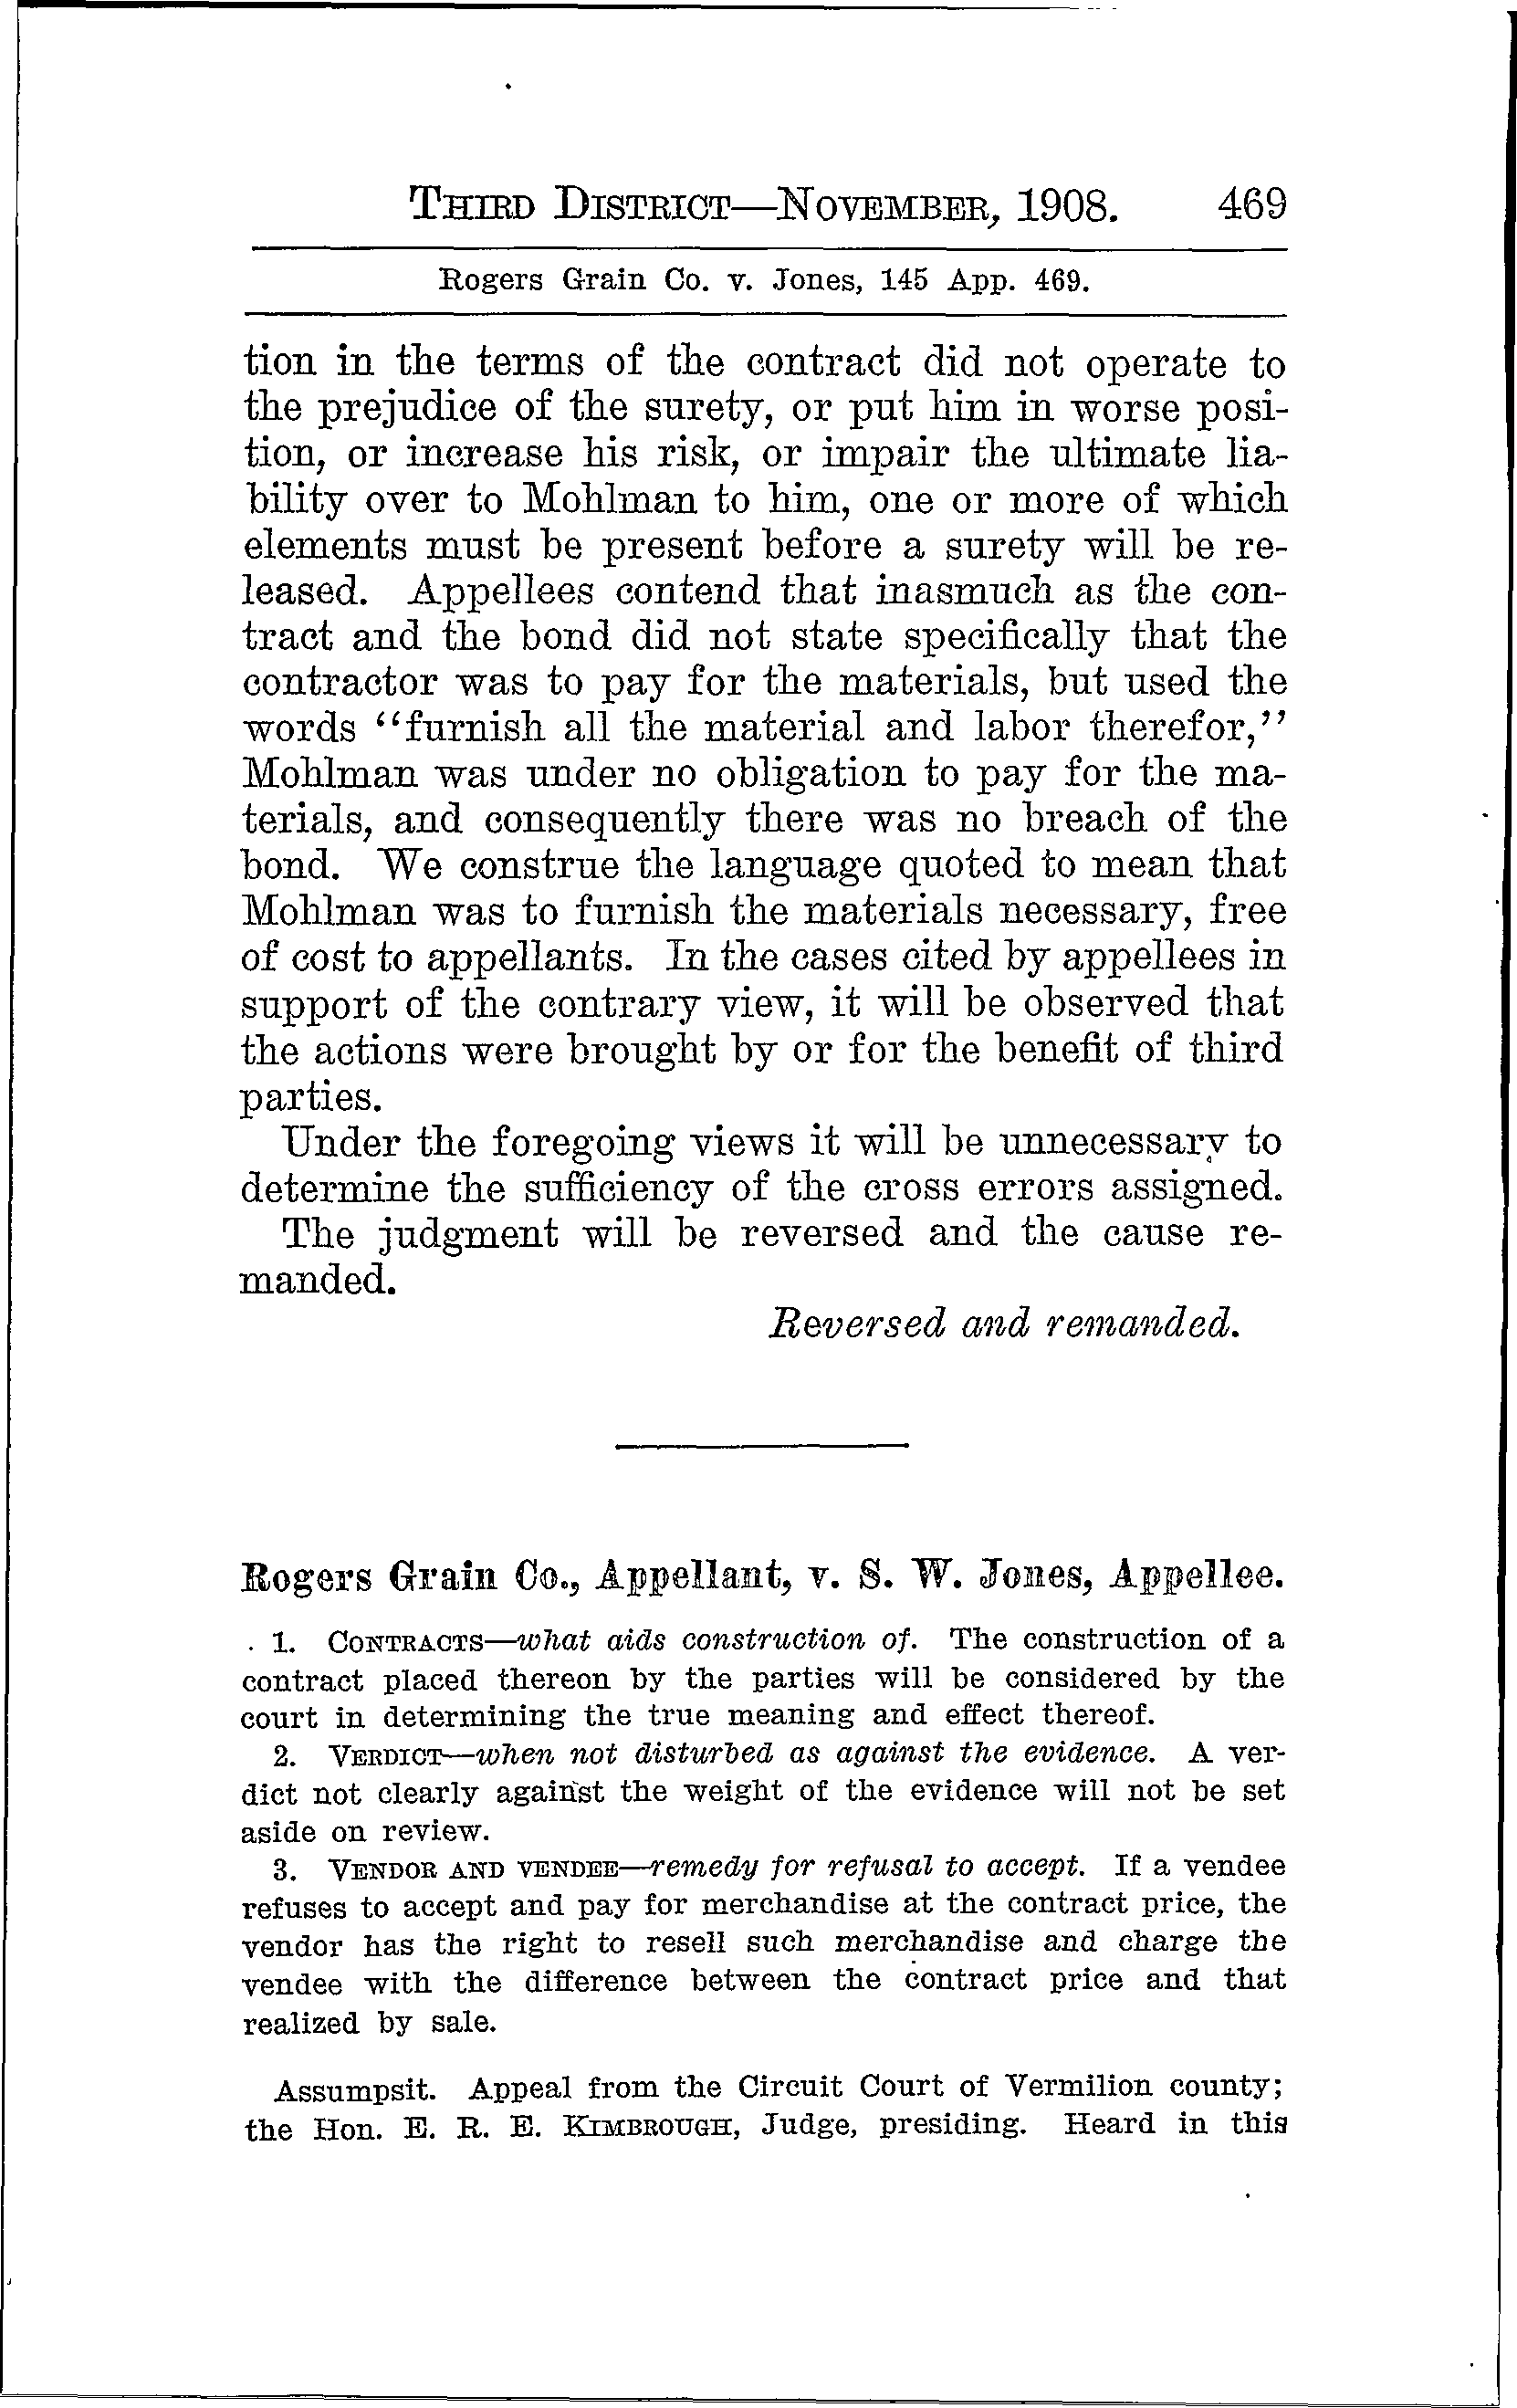 THIRD DISTRICT—NOVEMBER, 1908. 469
Rogers Grain Co. v. Jones, 145 App. 469.
tion in the terms of the contract did not operate to
the prejudice of the surety, or put him in worse posi-
tion, or increase his risk, or impair the ultimate lia-
bility over to Mohlman to him, one or more of which
elements must be present before a surety will be re-
leased. Appellees contend that inasmuch as the con-
tract and the bond did not state specifically that the
contractor was to pay for the materials, but used the
words “furnish all the material and labor therefor,”
Mohlman was under no obligation to pay for the ma-
terials, and consequently there was no breach of the
bond. We construe the language quoted to mean that
Mohlman was to furnish the materials necessary, free
of cost to appellants. In the cases cited by appellees in
support of the contrary view, it will be observed that
the actions were brought by or for the benefit of third
parties.
Under the foregoing views it will be unnecessary to
determine the sufficiency of the cross errors assigned.
The judgment will be reversed and the cause re-
manded.
Reversed and remanded.
Rogers Grain Co., Appellant, v. S. W. Jones, Appellee.
1. CONTRACTS—what aids construction of. The construction of a
contract placed thereon by the parties will be considered by the
court in determining the true meaning and effect thereof.
2. VERDICT—when not disturbed as against the evidence. A ver-
dict not clearly against the weight of the evidence will not be set
aside on review.
3. VENDOR AND VENDEE—remedy for refusal to accept. If a vendee
refuses to accept and pay for merchandise at the contract price, the
vendor has the right to resell such merchandise and charge the
vendee with the difference between the contract price and that
realized by sale.
Assumpsit. Appeal from the Circuit Court of Vermilion county;
the Hon. E. R. E. KIMBROUGH, Judge, presiding. Heard in this